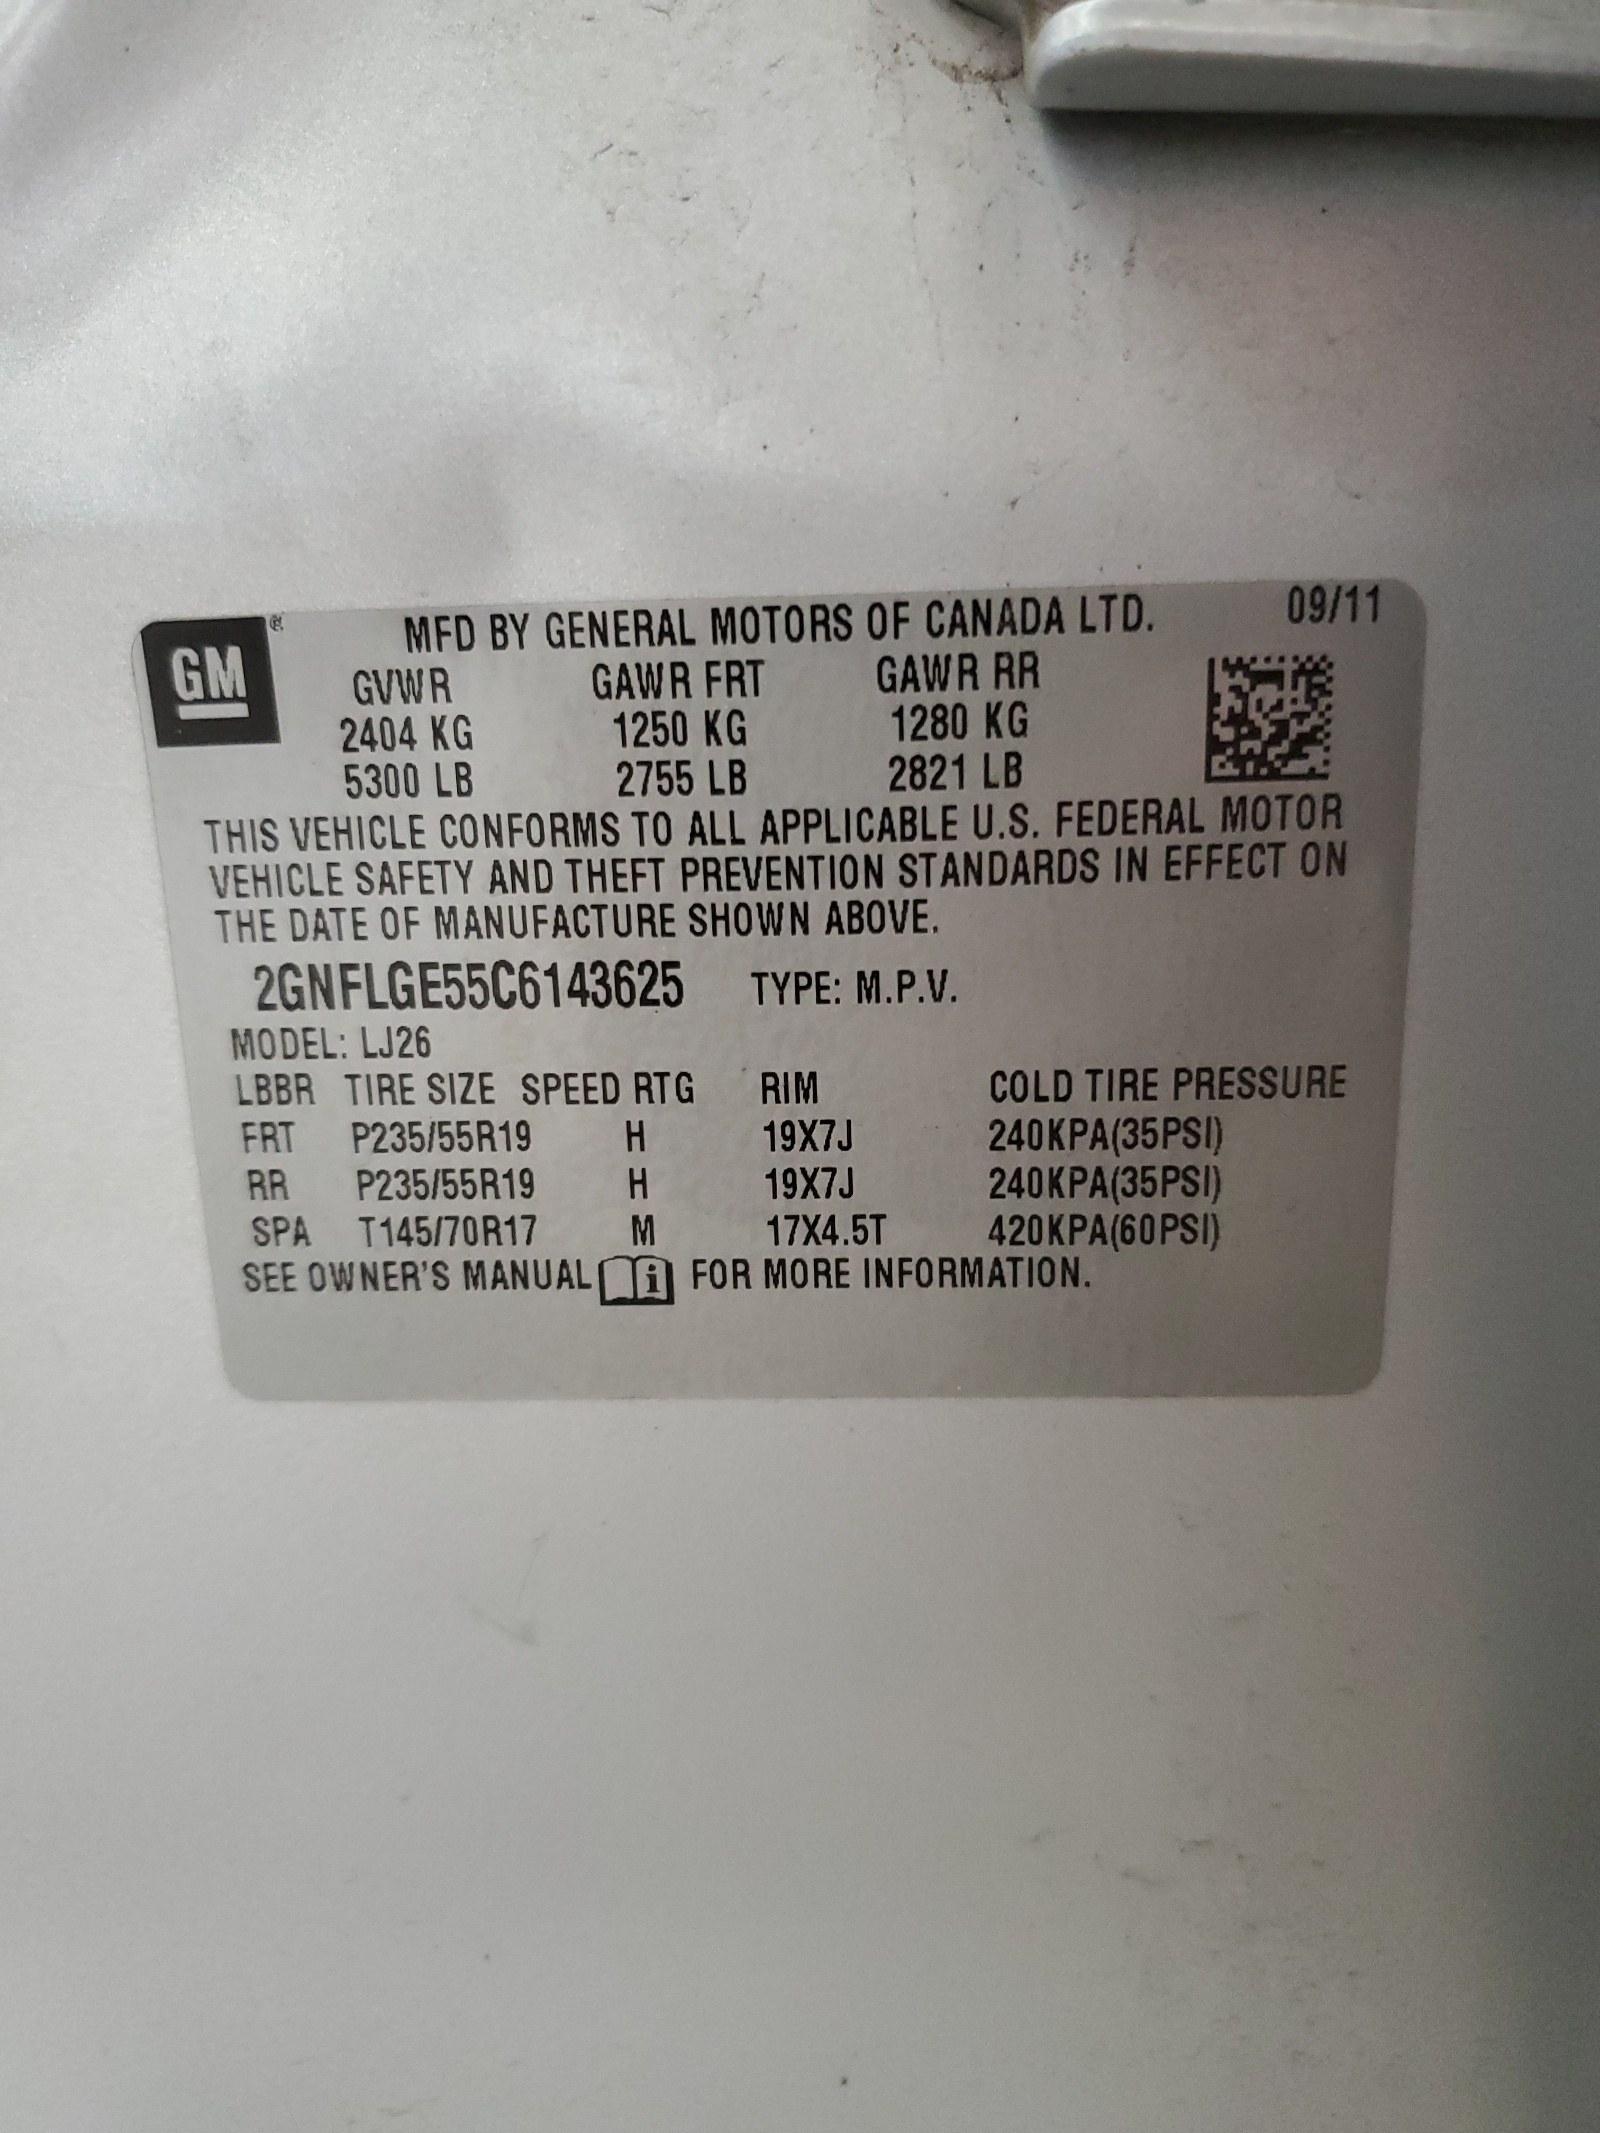 GM ® MFD BY GENERAL MOTORS OF CANADA LTD. 09/11
GVWR GAWR FRT GAWR RR
2404 KG 1250 KG 1280 KG
5300 LB 2755 LB 2821 LB
THIS VEHICLE CONFORMS TO ALL APPLICABLE U.S. FEDERAL MOTOR
VEHICLE SAFETY AND THEFT PREVENTION STANDARDS IN EFFECT ON
THE DATE OF MANUFACTURE SHOWN ABOVE.
2GNFLGE55C6143625 TYPE: M.P.V.
MODEL: LJ26
LBBR TIRE SIZE SPEED RTG RIM COLD TIRE PRESSURE
FRT P235/55R19 H 19X7J 240KPA(35PSI)
RR P235/55R19 H 19X7J 240KPA(35PSI)
SPA T145/70R17 M 17X4.5T 420KPA(60PSI)
SEE OWNER'S MANUAL i FOR MORE INFORMATION.